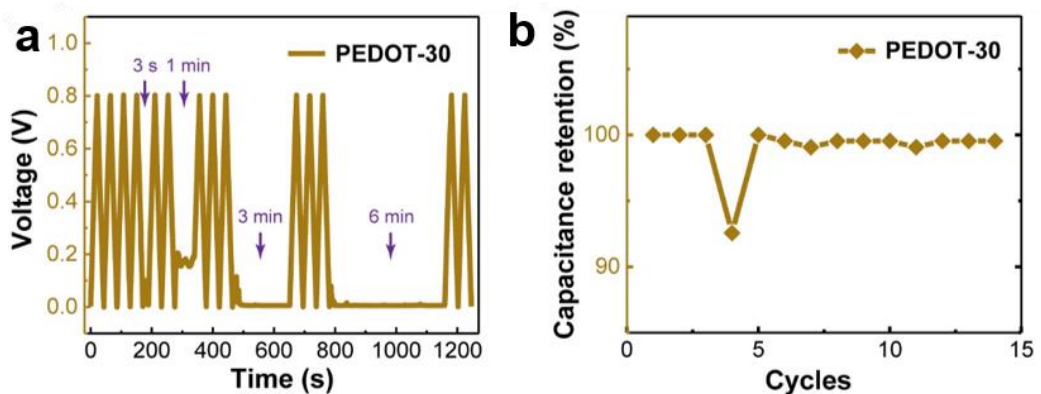 a
PEDOT-30
3 s 1 min
3 min
6 min
1.0
0.8
0.6
0.4
0.2
0.0
Voltage (V)
0 200 400 600 800 1000 1200
Time (s)
b
PEDOT-30
100
90
Capacitance retention (%)
0 5 10 15
Cycles